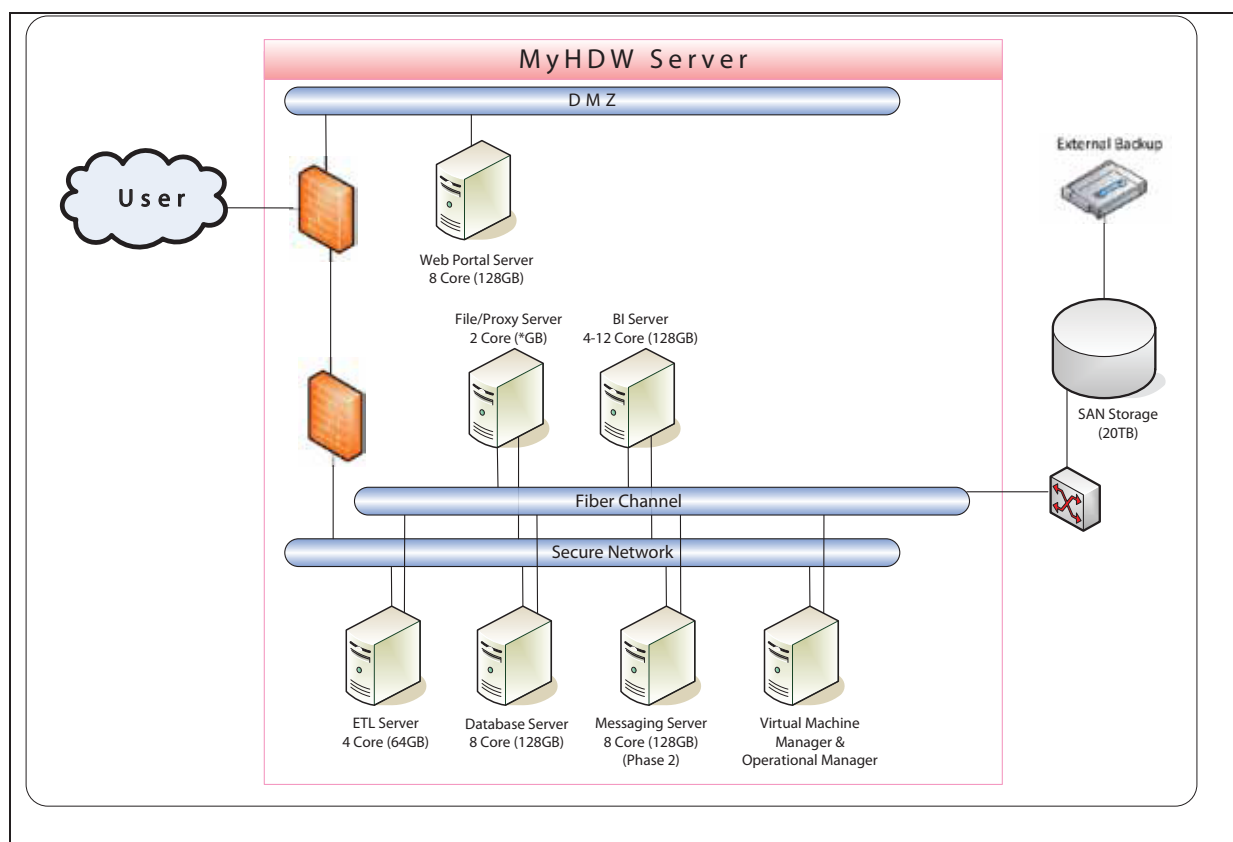 MyHDW Server
DMZ
User
External Backup
Web Portal Server
8 Core (128GB)
File/Proxy Server
2 Core (*GB)
BI Server
4-12 Core (128GB)
SAN Storage
(20TB)
Fiber Channel
Secure Network
ETL Server
4 Core (64GB)
Database Server
8 Core (128GB)
Messaging Server
8 Core (128GB)
(Phase 2)
Virtual Machine
Manager &
Operational Manager